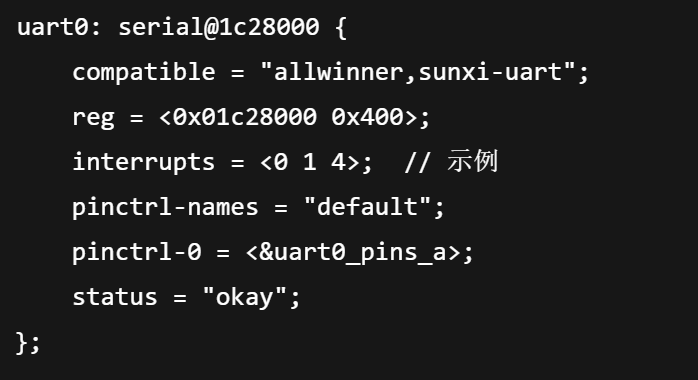 uart0: serial@1c28000 {
    compatible = "allwinner,sunxi-uart";
    reg = <0x01c28000 0x400>;
    interrupts = <0 1 4>;  // 示例
    pinctrl-names = "default";
    pinctrl-0 = <&uart0_pins_a>;
    status = "okay";
};